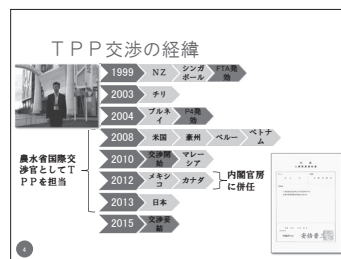 TPP交渉の経緯
1999 NZ シンガポール FTA発効
2003 チリ
2004 ブルネイ P4発効
2008 米国 豪州 ペルー ベトナム
2010 交渉開始 マレーシア
2012 メキシコ カナダ
2013 日本
2015 交渉妥結
農水省国際交
渉官としてT
PPを担当
内閣官房
に併任
4